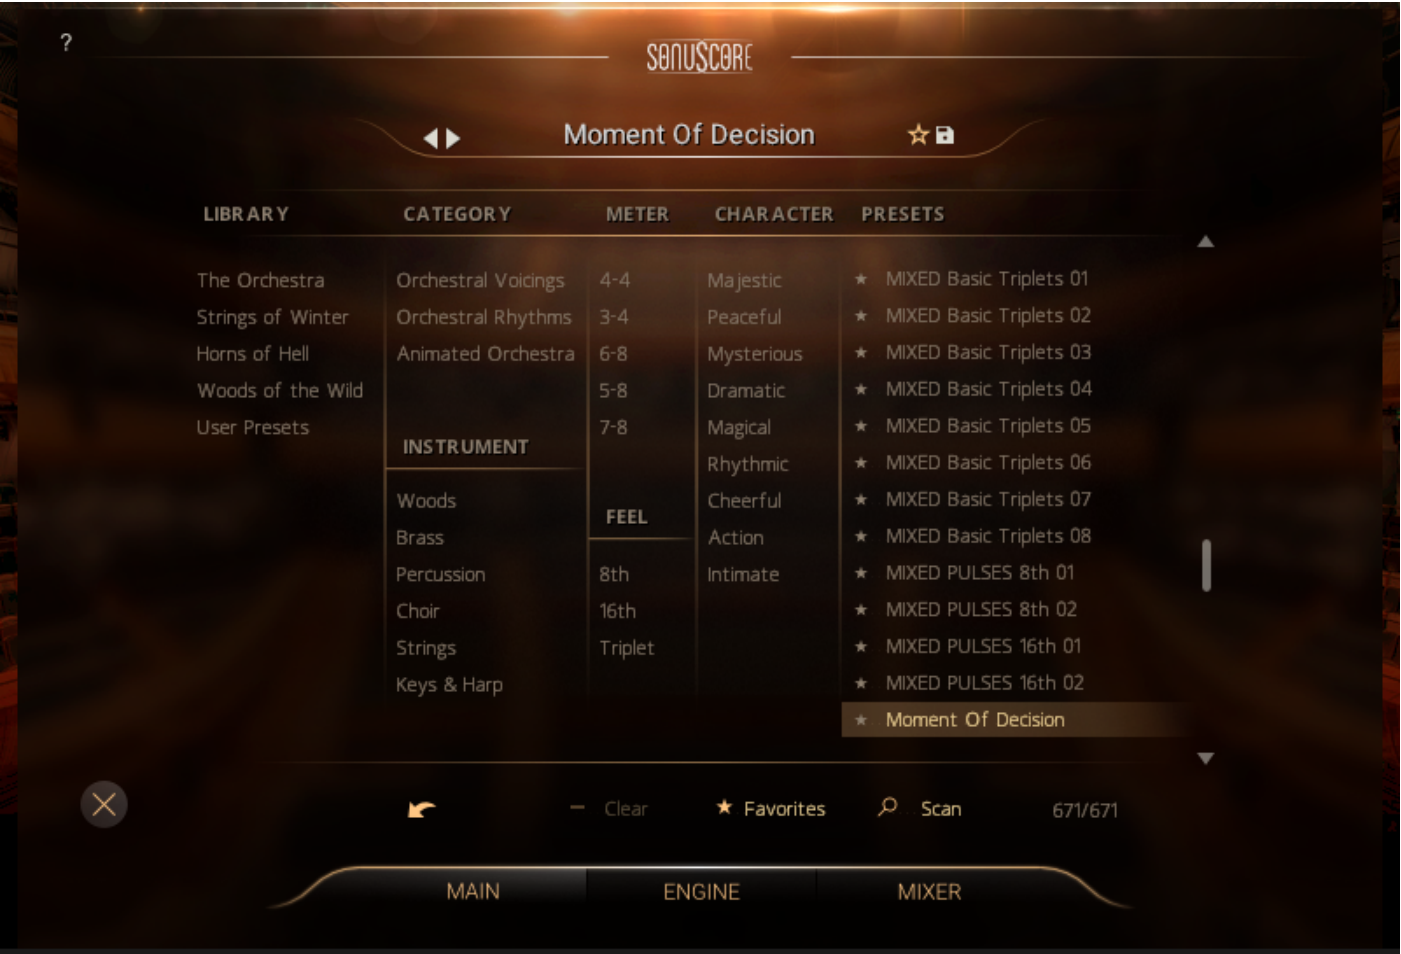 ?
SONUSCORE
Moment Of Decision
LIBRARY CATEGORY METER CHARACTER PRESETS
The Orchestra Orchestral Voicings 4-4 Majestic ★ MIXED Basic Triplets 01
Strings of Winter Orchestral Rhythms 3-4 Peaceful ★ MIXED Basic Triplets 02
Horns of Hell Animated Orchestra 6-8 Mysterious ★ MIXED Basic Triplets 03
Woods of the Wild 5-8 Dramatic ★ MIXED Basic Triplets 04
User Presets 7-8 Magical ★ MIXED Basic Triplets 05
INSTRUMENT Rhythmic ★ MIXED Basic Triplets 06
Woods Cheerful ★ MIXED Basic Triplets 07
FEEL
Brass Action ★ MIXED Basic Triplets 08
Percussion 8th Intimate ★ MIXED PULSES 8th 01
Choir 16th ★ MIXED PULSES 8th 02
Strings Triplet ★ MIXED PULSES 16th 01
Keys & Harp ★ MIXED PULSES 16th 02
★ Moment Of Decision
– Clear ★ Favorites Scan 671/671
MAIN ENGINE MIXER